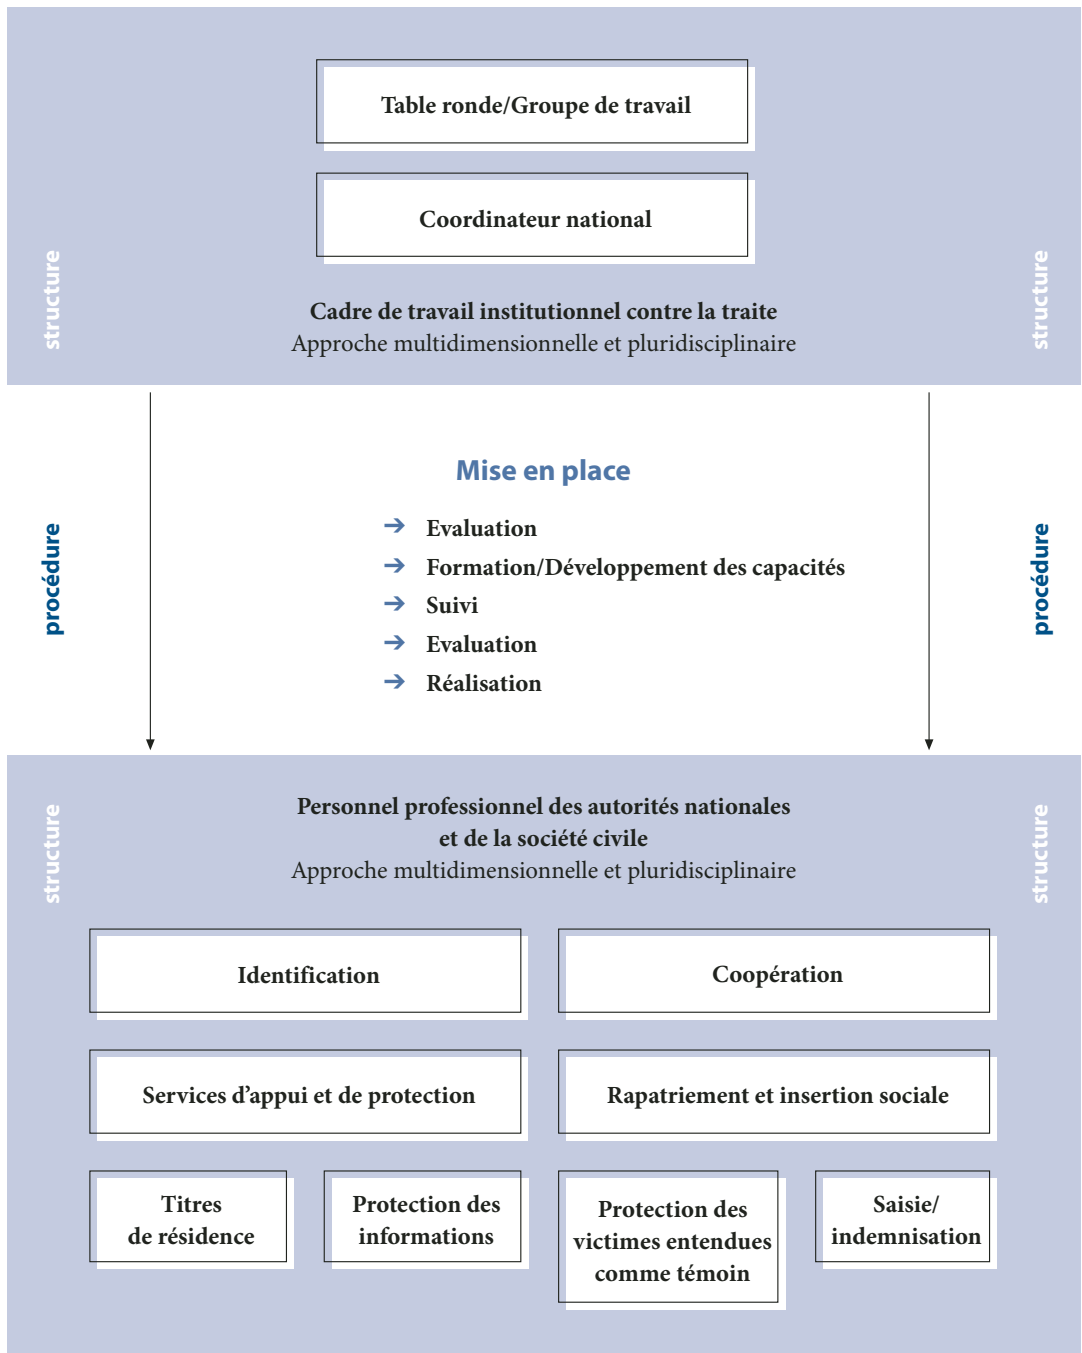 Table ronde/Groupe de travail
Coordinateur national
structure
structure
Cadre de travail institutionnel contre la traite
Approche multidimensionnelle et pluridisciplinaire
Mise en place
procédure
procédure
➔ Evaluation
➔ Formation/Développement des capacités
➔ Suivi
➔ Evaluation
➔ Réalisation
structure
structure
Personnel professionnel des autorités nationales
et de la société civile
Approche multidimensionnelle et pluridisciplinaire
Identification
Coopération
Services d’appui et de protection
Rapatriement et insertion sociale
Titres
de résidence
Protection des
informations
Protection des
victimes entendues
comme témoin
Saisie/
indemnisation